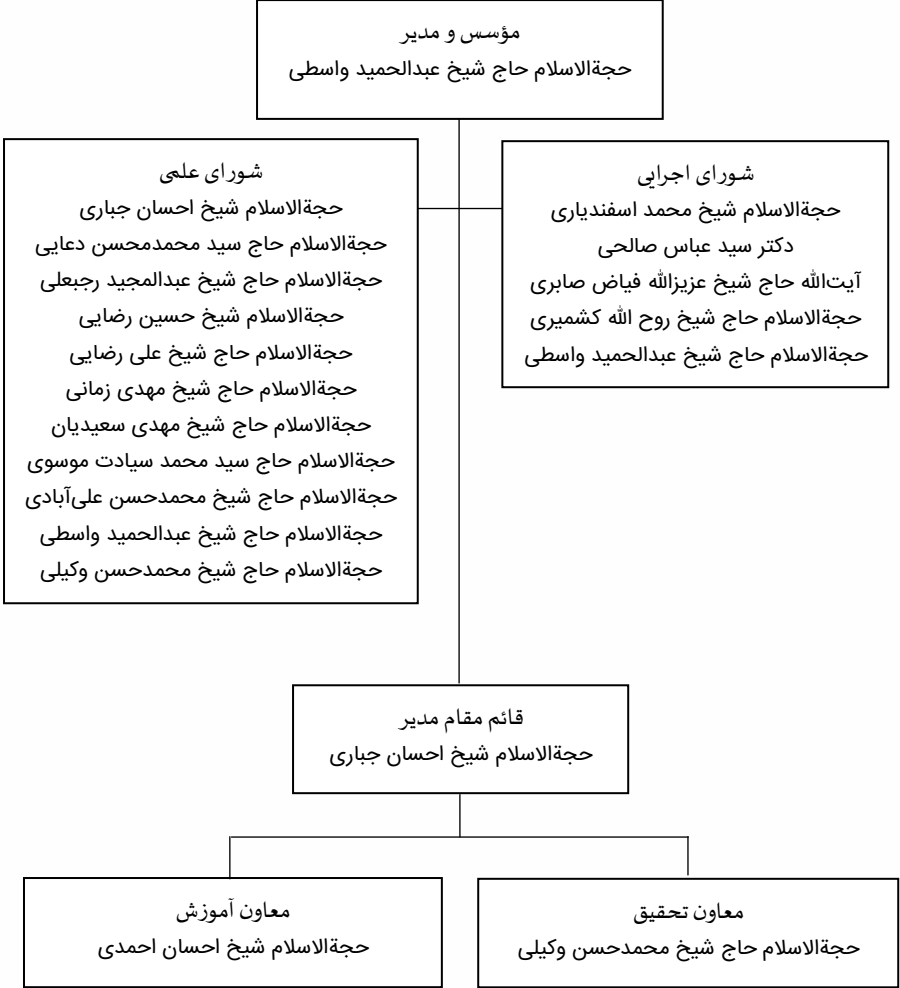 مؤسس و مدیر
حجةالاسلام حاج شیخ عبدالحمید واسطی
شورای اجرایی
حجةالاسلام شیخ محمد اسفندیاری
دکتر سید عباس صالحی
آیت‌الله حاج شیخ عزیزالله فیاض صابری
حجةالاسلام حاج شیخ روح الله کشمیری
حجةالاسلام حاج شیخ عبدالحمید واسطی
شورای علمی
حجةالاسلام شیخ احسان جباری
حجةالاسلام حاج سید محمدمحسن دعایی
حجةالاسلام حاج شیخ عبدالمجید رجبعلی
حجةالاسلام شیخ حسین رضایی
حجةالاسلام حاج شیخ علی رضایی
حجةالاسلام حاج شیخ مهدی زمانی
حجةالاسلام حاج شیخ مهدی سعیدیان
حجةالاسلام حاج سید محمد سیادت موسوی
حجةالاسلام حاج شیخ محمدحسن علی‌آبادی
حجةالاسلام حاج شیخ عبدالحمید واسطی
حجةالاسلام حاج شیخ محمدحسن وکیلی
قائم مقام مدیر
حجةالاسلام شیخ احسان جباری
معاون تحقیق
حجةالاسلام حاج شیخ محمدحسن وکیلی
معاون آموزش
حجةالاسلام شیخ احسان احمدی